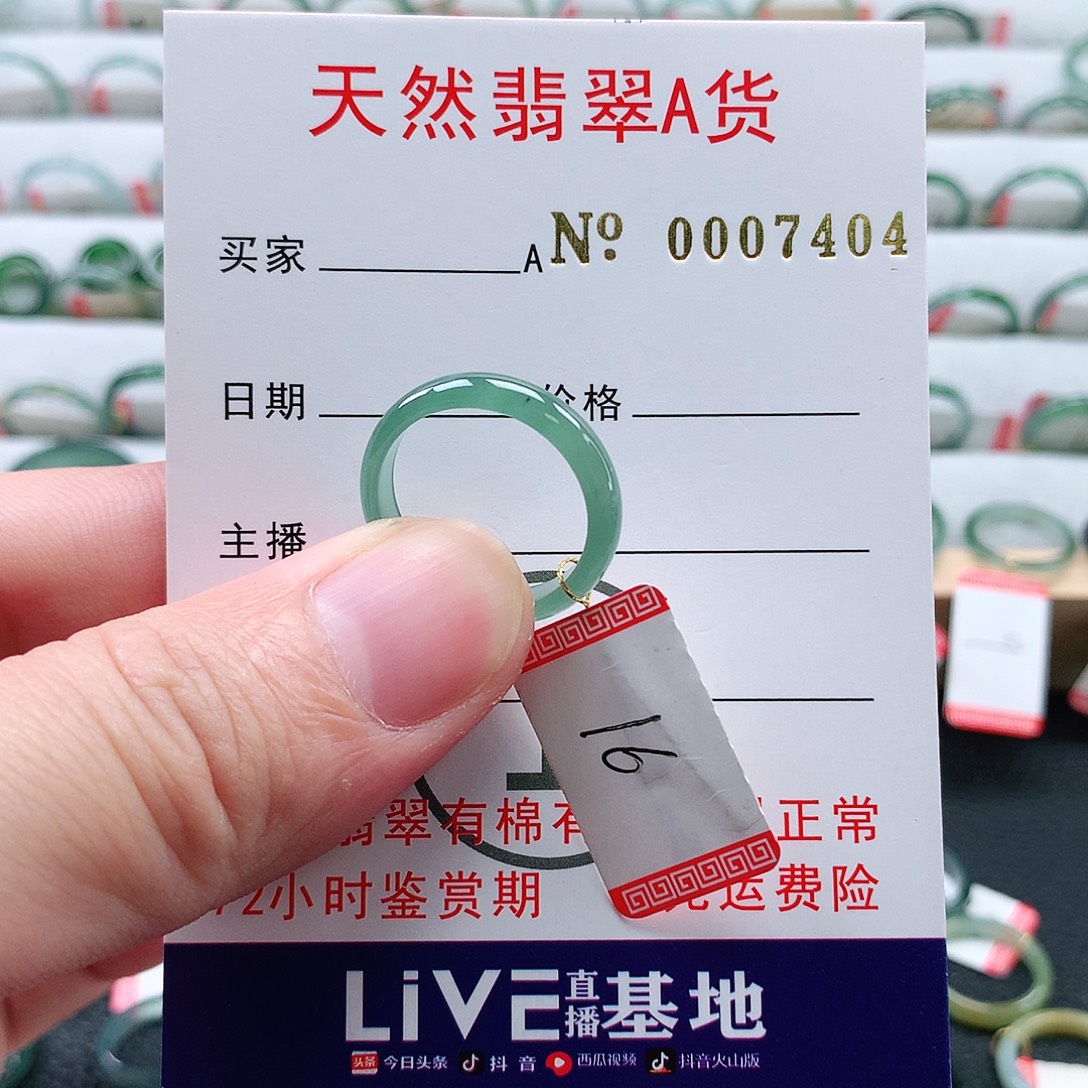 天然翡翠A货
买家 A № 0007404
日期 价格
主播
16
翡翠有棉有 正常
72小时鉴赏期 运费险
LiVE直播基地
今日头条 抖音 西瓜视频 抖音火山版